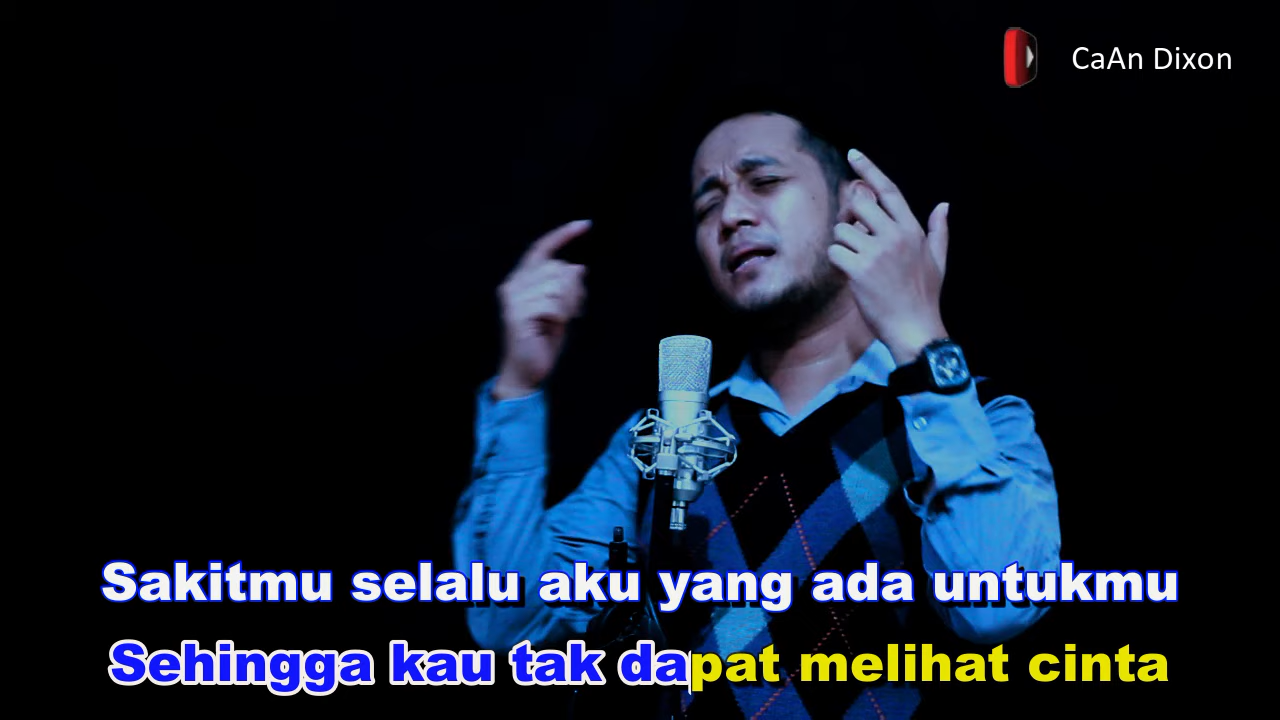 CaAn Dixon
Sakitmu selalu aku yang ada untukmu
Sehingga kau tak dapat melihat cinta